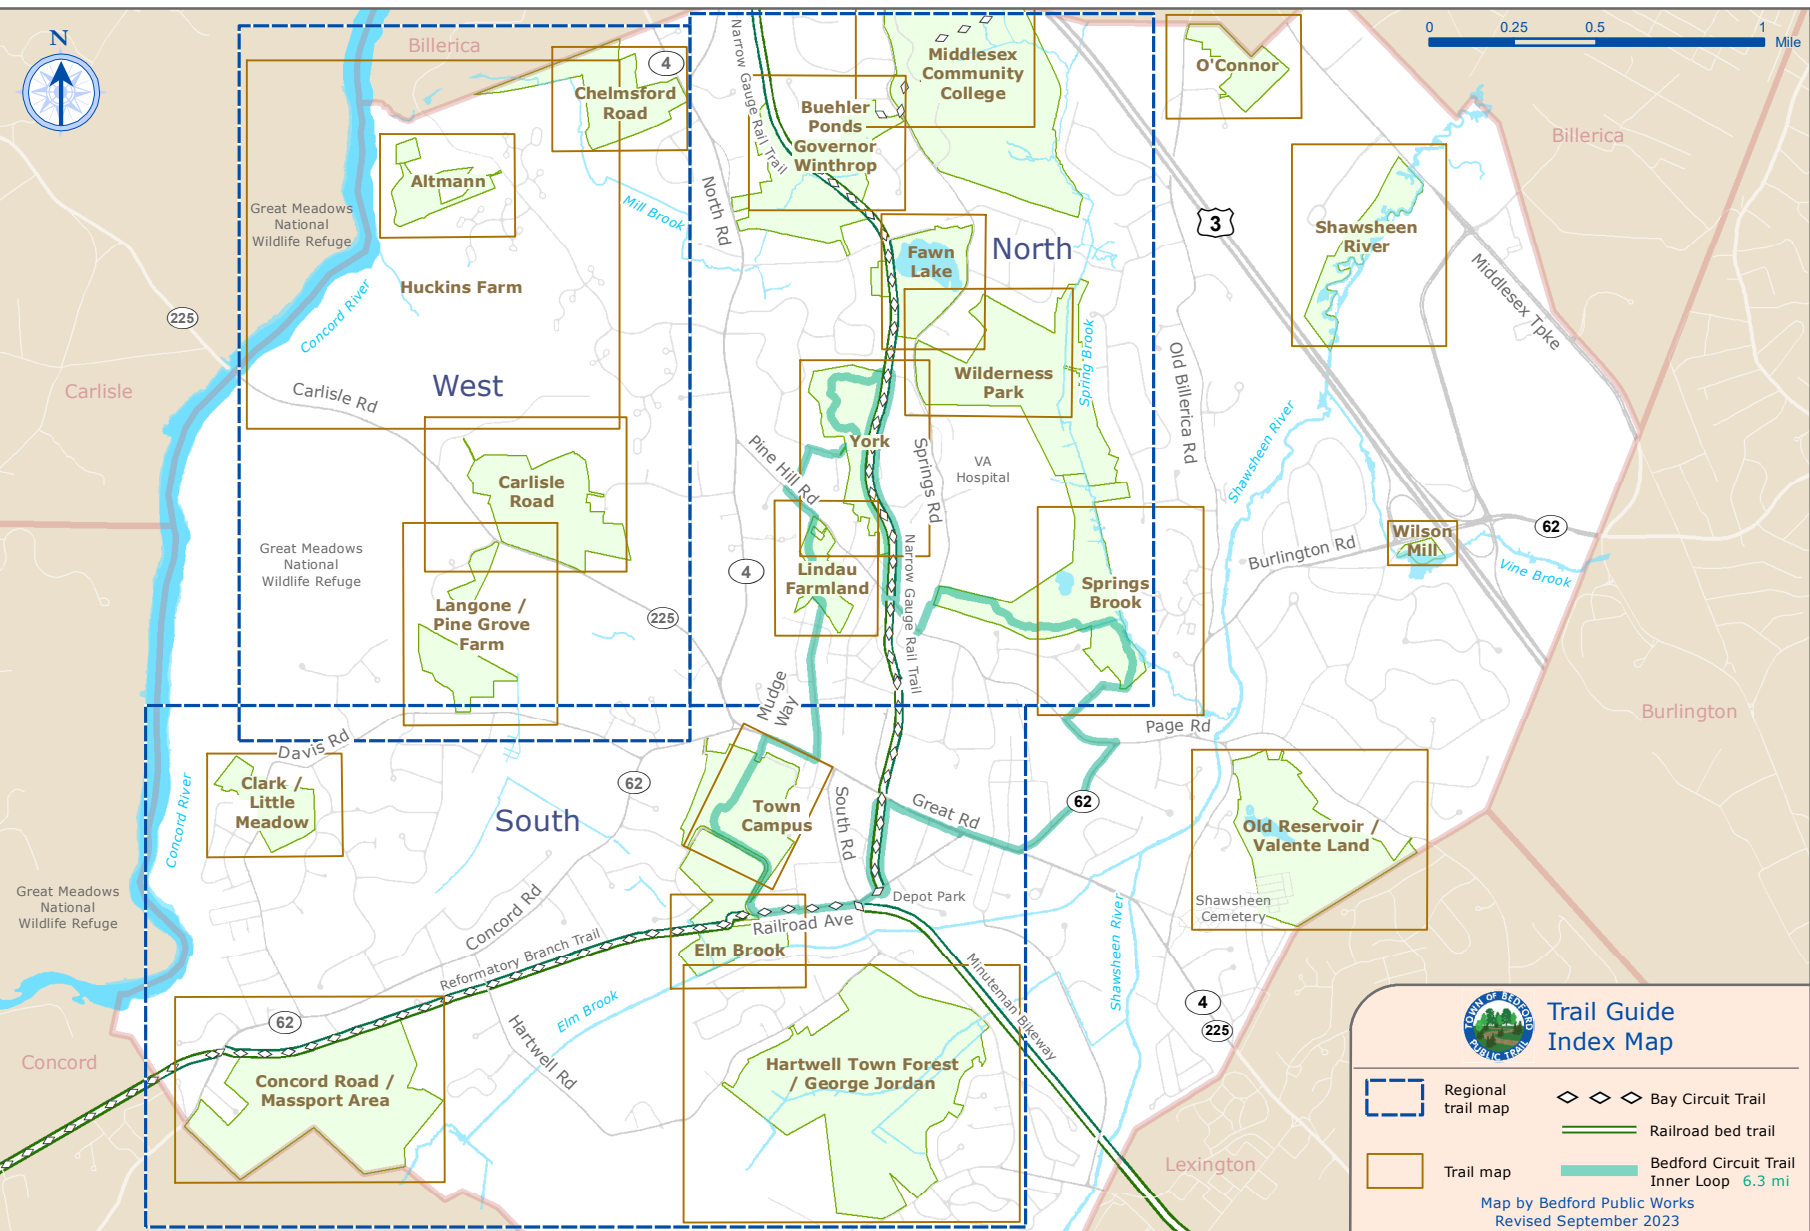 N
Billerica
4
Chelmsford
Road
Narrow Gauge Rail Trail
Middlesex
Community
College
Buehler
Ponds
Governor
Winthrop
O'Connor
0
0.25
0.5
1
Mile
Billerica
Altmann
Great Meadows
National
Wildlife Refuge
Mill Brook
North Rd
Fawn
Lake
North
3
Shawsheen
River
Middlesex Tpke
Huckins Farm
Concord River
225
Carlisle
Carlisle Rd
West
Wilderness
Park
Spring Brook
Old Billerica Rd
Shawsheen River
York
Pine Hill Rd
Springs Rd
VA
Hospital
Carlisle
Road
Great Meadows
National
Wildlife Refuge
4
Lindau
Farmland
Narrow Gauge Rail Trail
Springs
Brook
Burlington Rd
Wilson
Mill
62
Vine Brook
Langone /
Pine Grove
Farm
225
Mudge
Way
Page Rd
Burlington
Davis Rd
Clark /
Little
Meadow
Concord River
62
South
Town
Campus
South Rd
Great Rd
62
Old Reservoir /
Valente Land
Shawsheen
Cemetery
Great Meadows
National
Wildlife Refuge
Concord Rd
Depot Park
Railroad Ave
Elm Brook
Reformatory Branch Trail
Elm Brook
Shawsheen River
Minuteman Bikeway
4
225
62
Concord
Hartwell Rd
Concord Road /
Massport Area
Hartwell Town Forest
/ George Jordan
Lexington
TOWN OF BEDFORD
PUBLIC TRAIL
Trail Guide
Index Map
Regional
trail map
Bay Circuit Trail
Railroad bed trail
Trail map
Bedford Circuit Trail
Inner Loop 6.3 mi
Map by Bedford Public Works
Revised September 2023